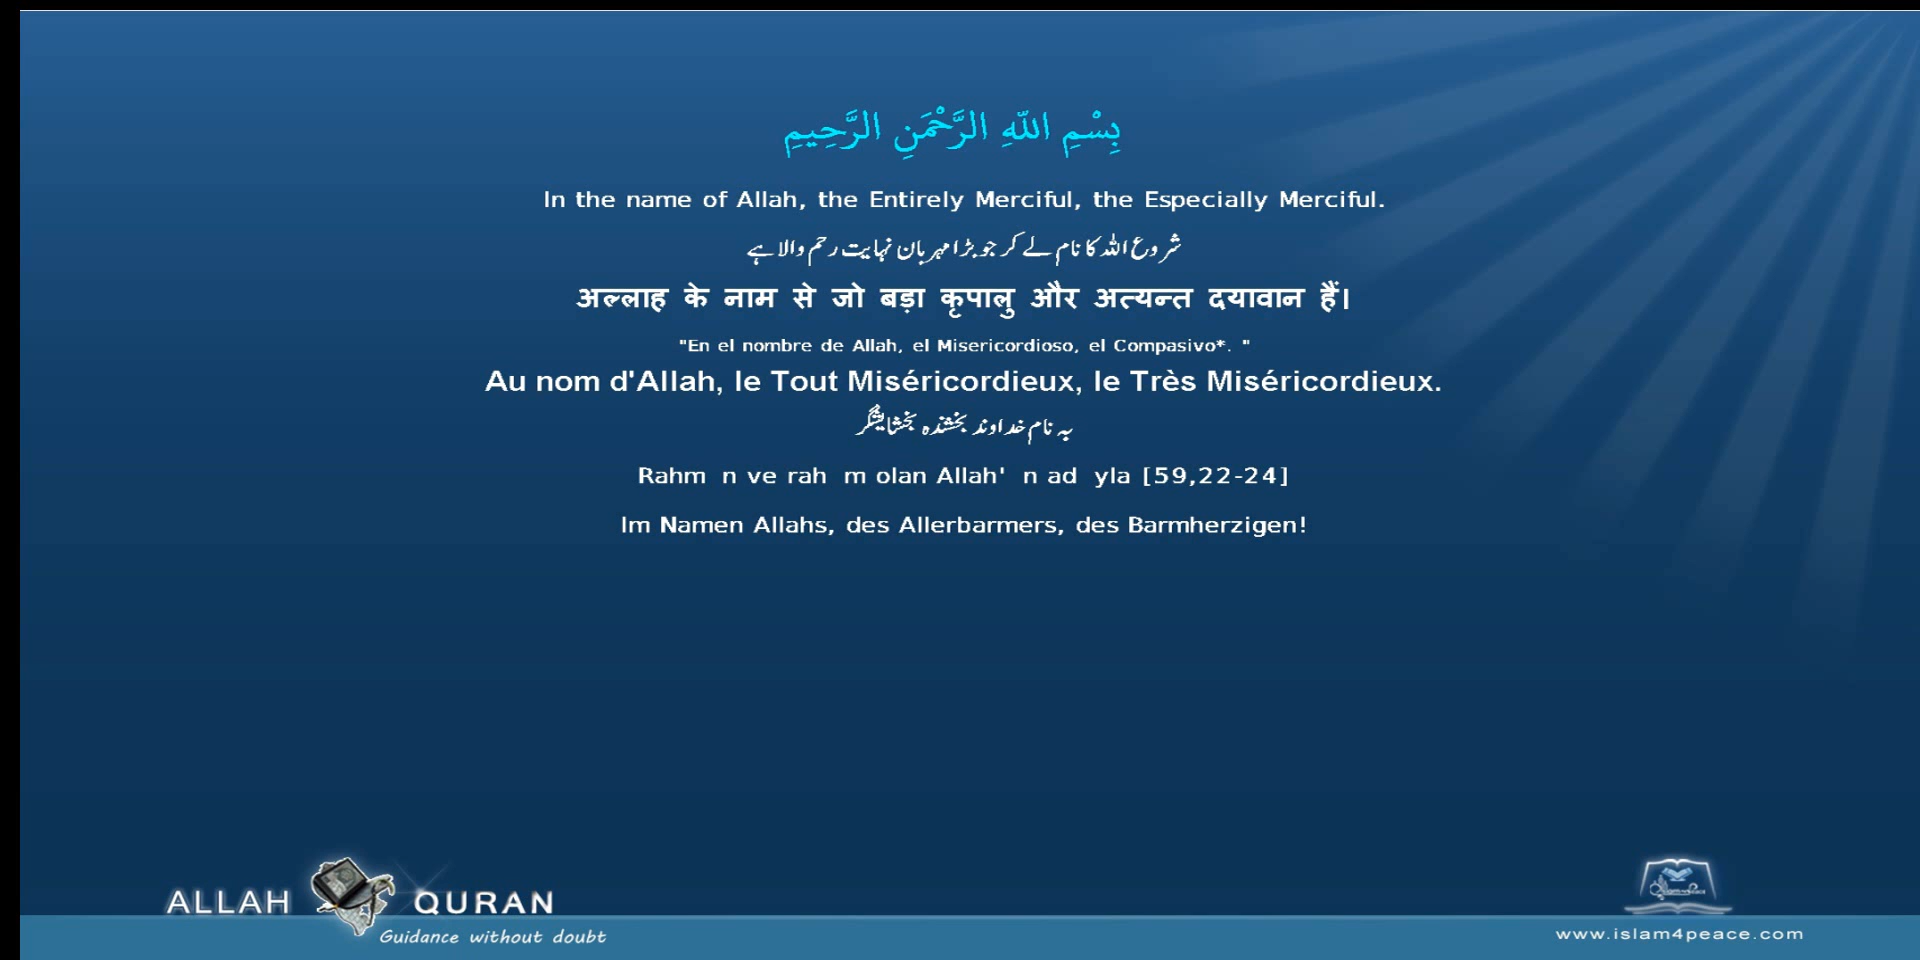 بِسْمِ اللَّهِ الرَّحْمَنِ الرَّحِيمِ
In the name of Allah, the Entirely Merciful, the Especially Merciful.
شروع اللہ کا نام لے کر جو بڑا مہربان نہایت رحم والا ہے
अल्लाह के नाम से जो बड़ा कृपालु और अत्यन्त दयावान हैं।
"En el nombre de Allah, el Misericordioso, el Compasivo*. "
Au nom d'Allah, le Tout Miséricordieux, le Très Miséricordieux.
بہ نام خداوند بخشندہ بخشایشگر
Rahm n ve rah m olan Allah' n ad yla [59,22-24]
Im Namen Allahs, des Allerbarmers, des Barmherzigen!
ALLAH QURAN
Guidance without doubt
www.islam4peace.com